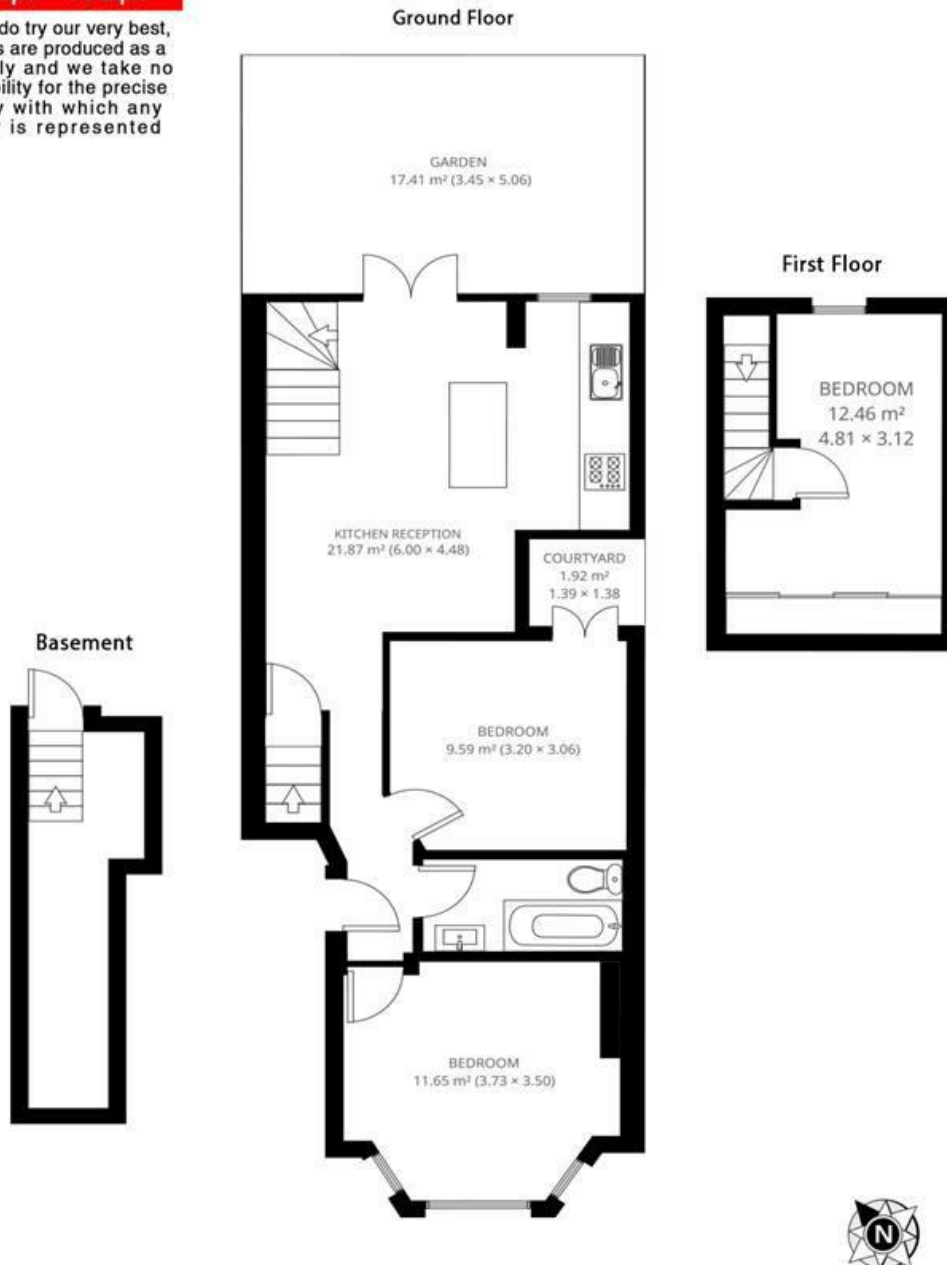 do try our very best,
are produced as a
and we take no
for the precise
with which any
is represented
Ground Floor
GARDEN
17.41 m² (3.45 × 5.06)
First Floor
BEDROOM
12.46 m²
4.81 × 3.12
KITCHEN RECEPTION
21.87 m² (6.00 × 4.48)
COURTYARD
1.92 m²
1.39 × 1.38
Basement
BEDROOM
9.59 m² (3.20 × 3.06)
BEDROOM
11.65 m² (3.73 × 3.50)
N